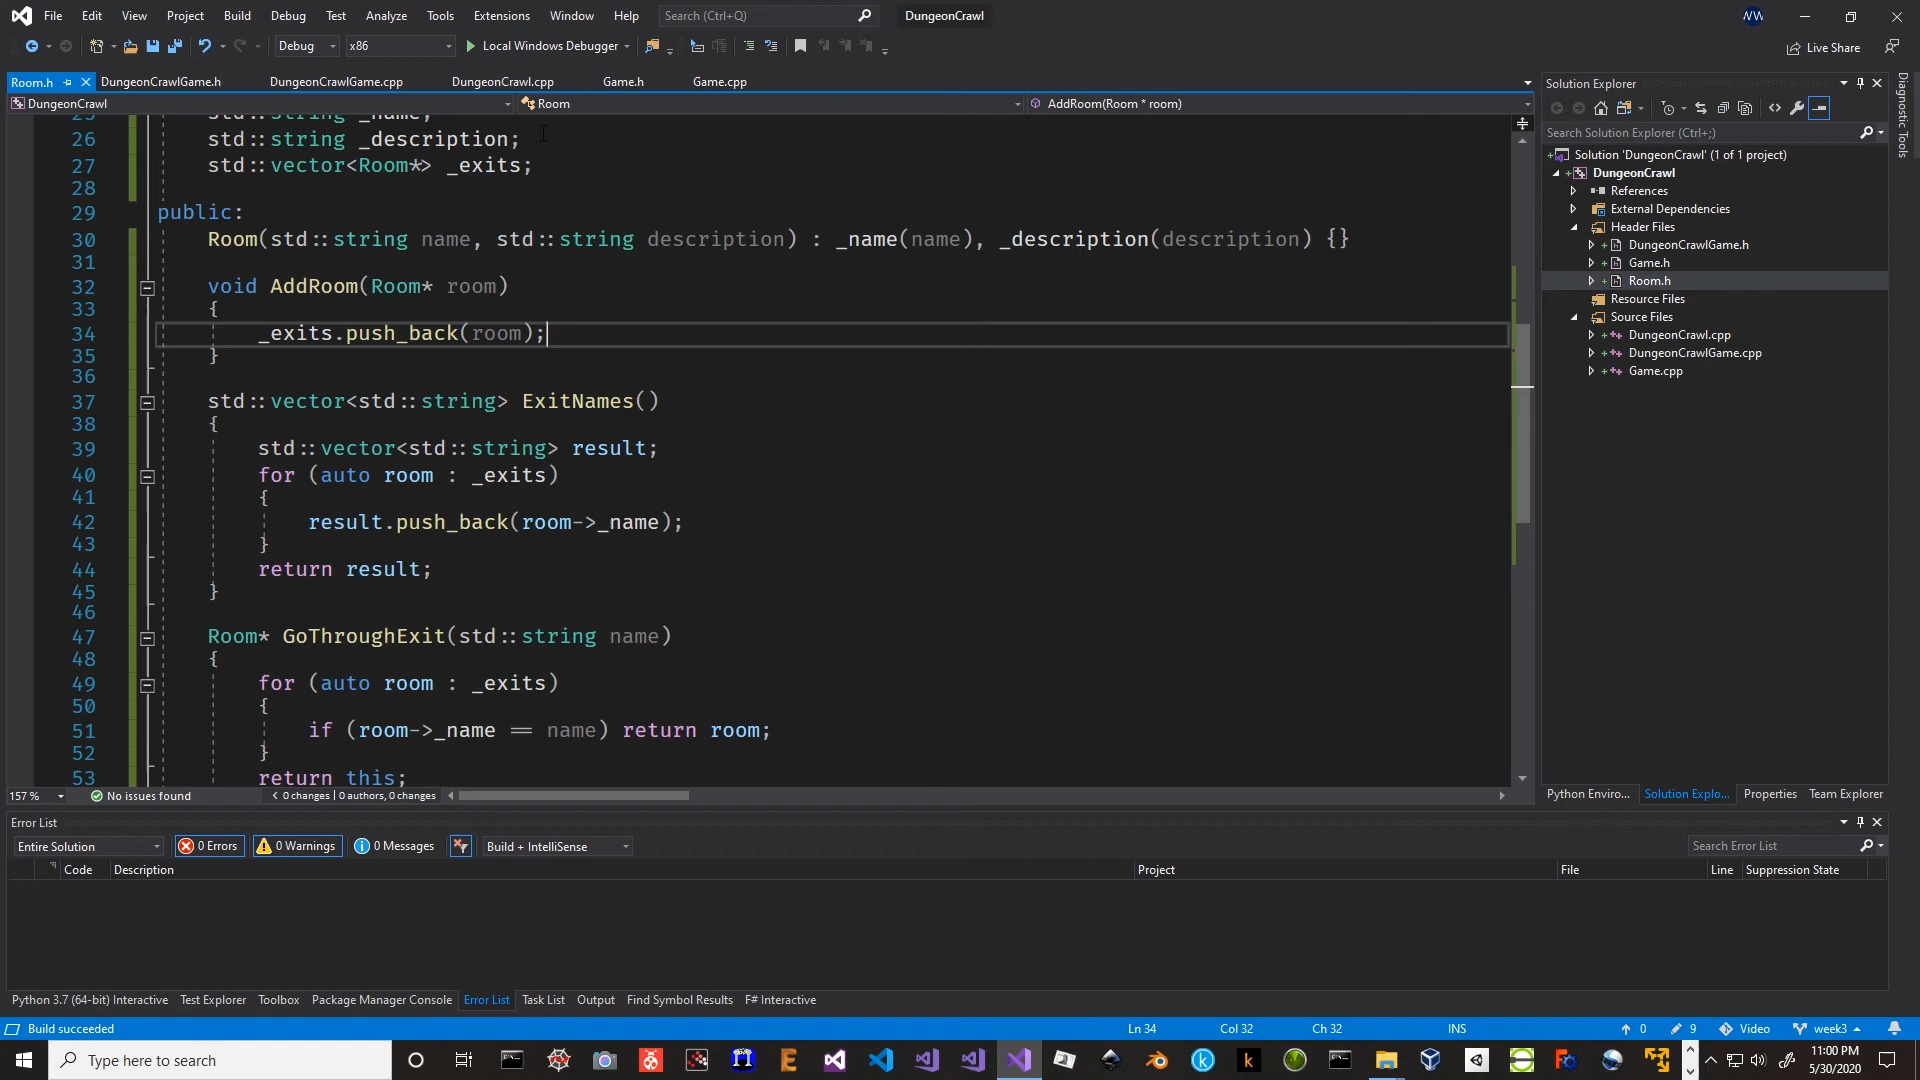 File Edit View Project Build Debug Test Analyze Tools Extensions Window Help Search (Ctrl+Q) DungeonCrawl WW
Debug x86 Local Windows Debugger Live Share
Room.h DungeonCrawlGame.h DungeonCrawlGame.cpp DungeonCrawl.cpp Game.h Game.cpp
DungeonCrawl Room AddRoom(Room * room)
25 std::string _name;
26 std::string _description;
27 std::vector<Room*> _exits;
28
29 public:
30 Room(std::string name, std::string description) : _name(name), _description(description) {}
31
32 void AddRoom(Room* room)
33 {
34 _exits.push_back(room);
35 }
36
37 std::vector<std::string> ExitNames()
38 {
39 std::vector<std::string> result;
40 for (auto room : _exits)
41 {
42 result.push_back(room->_name);
43 }
44 return result;
45 }
46
47 Room* GoThroughExit(std::string name)
48 {
49 for (auto room : _exits)
50 {
51 if (room->_name == name) return room;
52 }
53 return this;
157 % No issues found 0 changes | 0 authors, 0 changes
Solution Explorer
Search Solution Explorer (Ctrl+;)
Solution 'DungeonCrawl' (1 of 1 project)
DungeonCrawl
References
External Dependencies
Header Files
DungeonCrawlGame.h
Game.h
Room.h
Resource Files
Source Files
DungeonCrawl.cpp
DungeonCrawlGame.cpp
Game.cpp
Python Enviro... Solution Explo... Properties Team Explorer
Diagnostic Tools
Error List
Entire Solution 0 Errors 0 Warnings 0 Messages Build + IntelliSense Search Error List
Code Description Project File Line Suppression State
Python 3.7 (64-bit) Interactive Test Explorer Toolbox Package Manager Console Error List Task List Output Find Symbol Results F# Interactive
Build succeeded Ln 34 Col 32 Ch 32 INS 0 9 Video week3
Type here to search 11:00 PM
5/30/2020